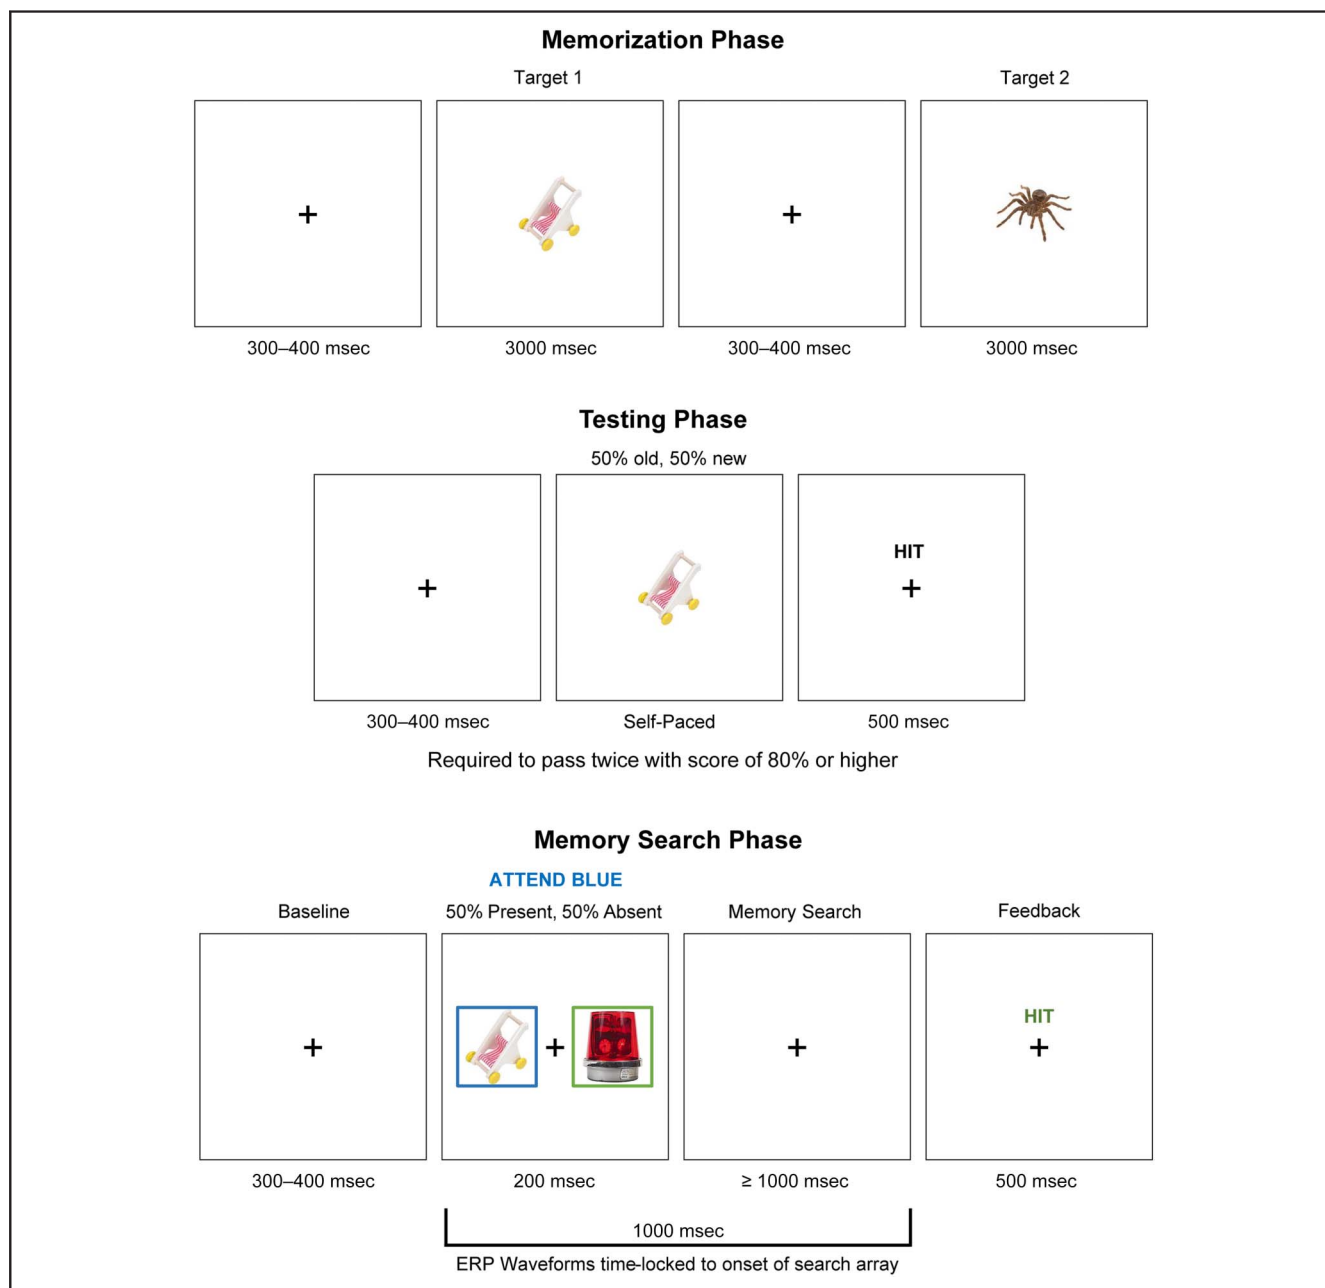 Memorization Phase
Target 1
Target 2
300–400 msec
3000 msec
300–400 msec
3000 msec
Testing Phase
50% old, 50% new
HIT
300–400 msec
Self-Paced
500 msec
Required to pass twice with score of 80% or higher
Memory Search Phase
ATTEND BLUE
Baseline
50% Present, 50% Absent
Memory Search
Feedback
HIT
300–400 msec
200 msec
≥ 1000 msec
500 msec
1000 msec
ERP Waveforms time-locked to onset of search array